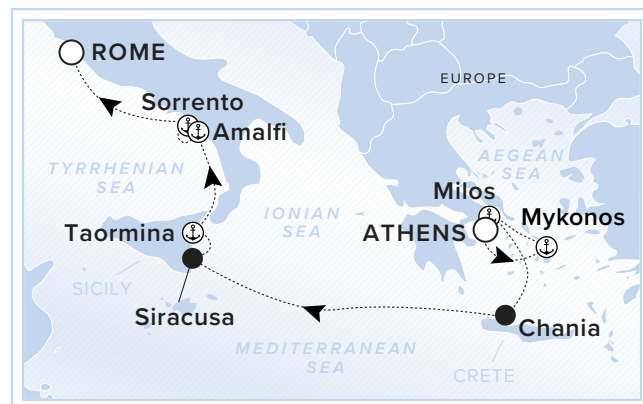 ROME
EUROPE
Sorrento
Amalfi
TYRRHENIAN
SEA
AEGEAN
SEA
Milos
Mykonos
IONIAN
SEA
ATHENS
Taormina
SICILY
Siracusa
Chania
MEDITERRANEAN
SEA
CRETE